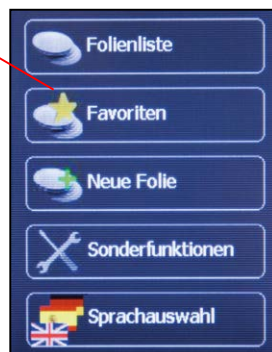 Folienliste
Favoriten
Neue Folie
Sonderfunktionen
Sprachauswahl